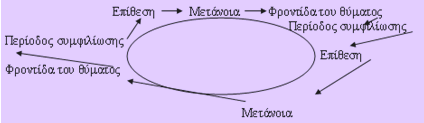 Επίθεση Μετάνοια Φροντίδα του θύματος
Περίοδος συμφιλίωσης
Περίοδος συμφιλίωσης
Επίθεση
Φροντίδα του θύματος
Μετάνοια